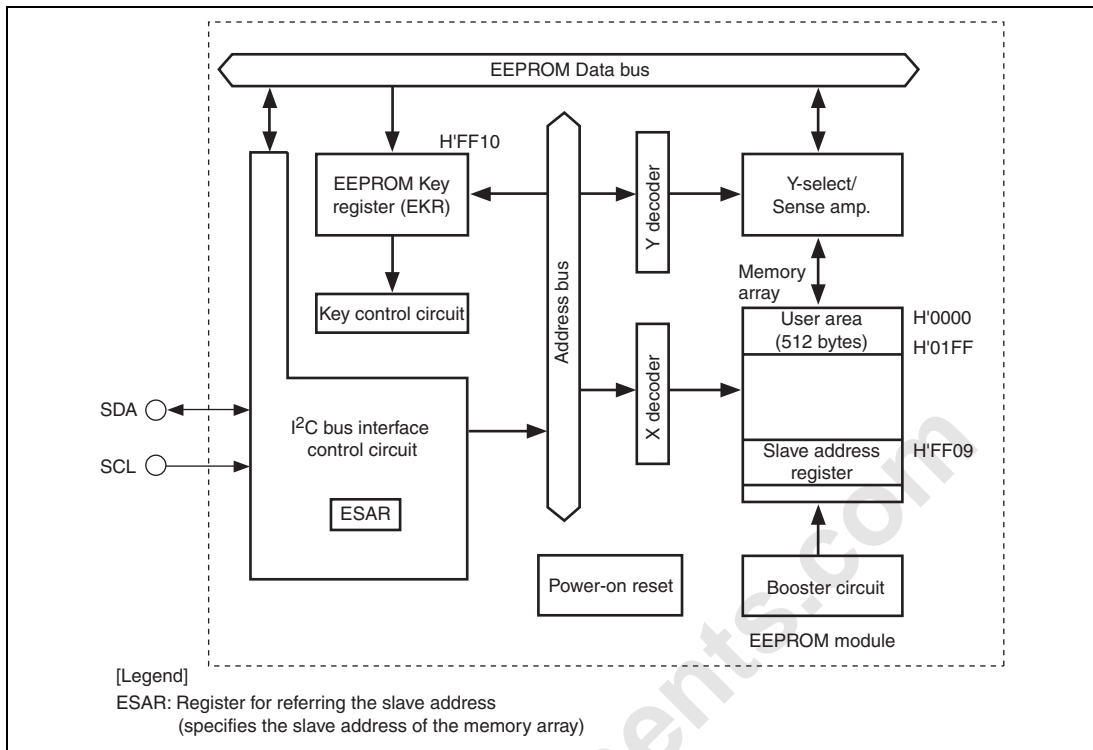 EEPROM Data bus
H'FF10
EEPROM Key
register (EKR)
Key control circuit
Address bus
Y decoder
X decoder
Y-select/
Sense amp.
Memory
array
User area
(512 bytes)
H'0000
H'01FF
Slave address
register
H'FF09
SDA
SCL
I2C bus interface
control circuit
ESAR
Power-on reset
Booster circuit
EEPROM module
[Legend]
ESAR: Register for referring the slave address
(specifies the slave address of the memory array)
ents.com